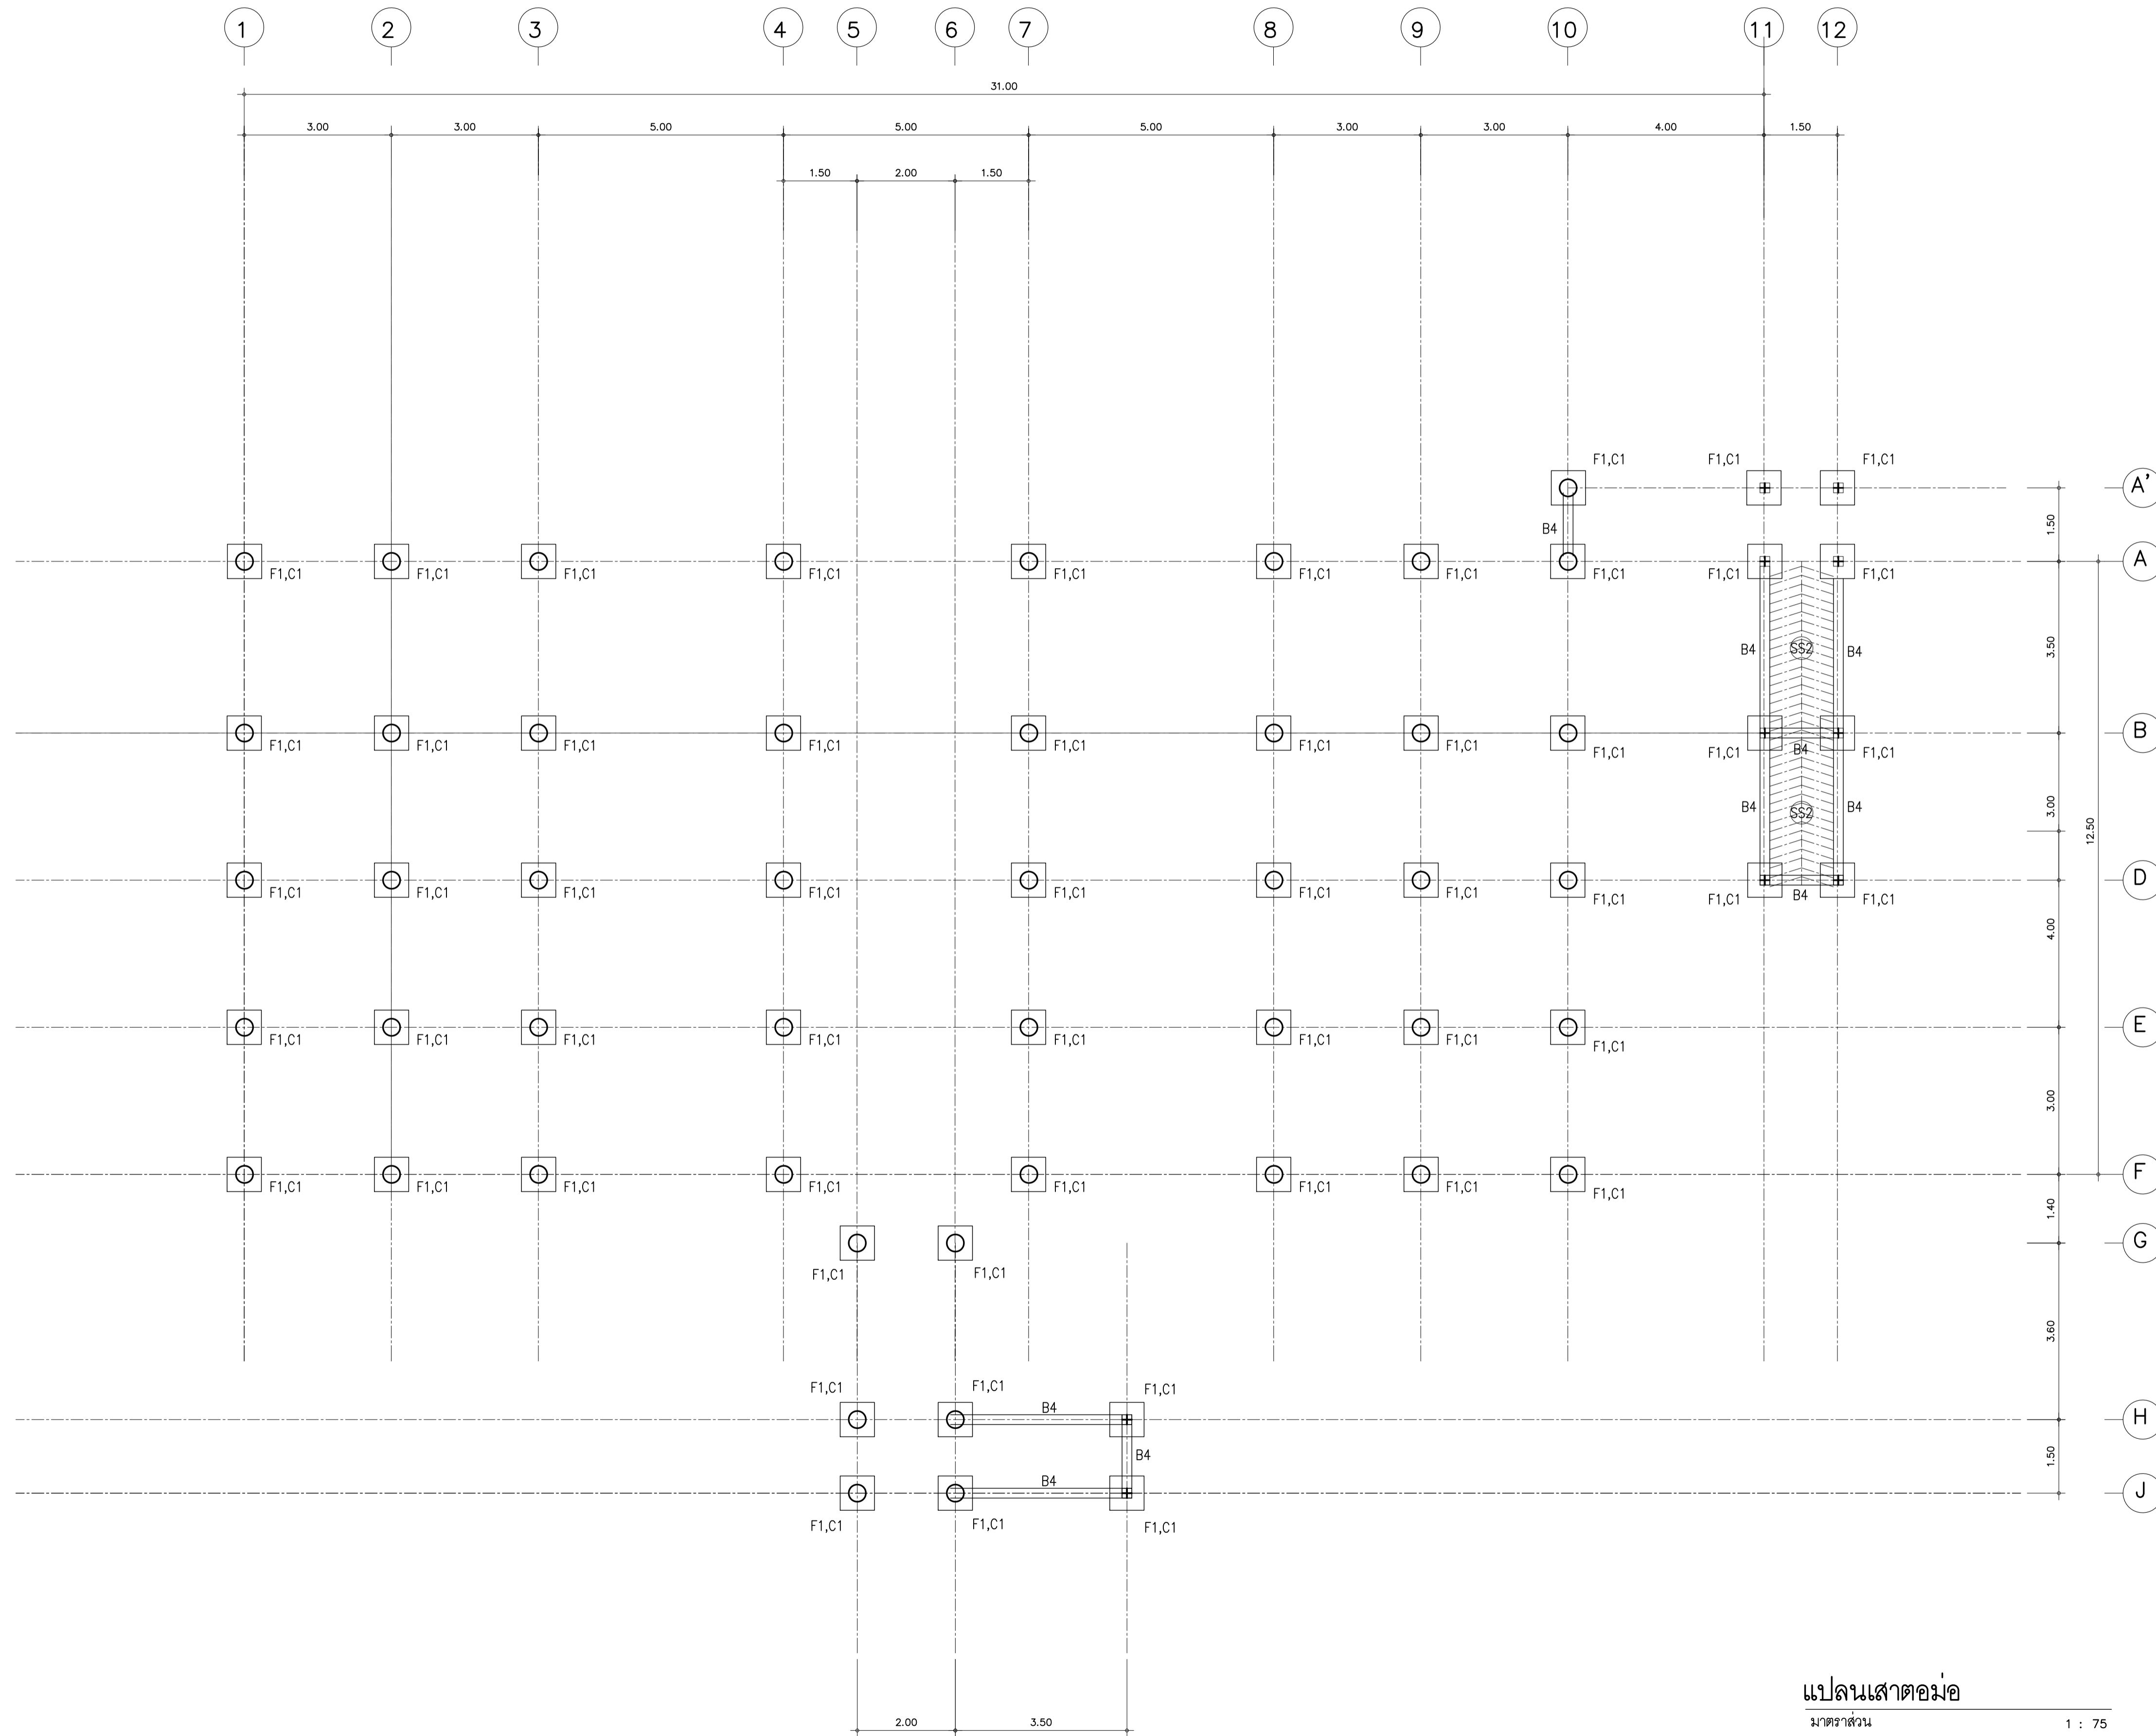 1 2 3 4 5 6 7 8 9 10 11 12
31.00
3.00 3.00 5.00 5.00 5.00 3.00 3.00 4.00 1.50
1.50 2.00 1.50
F1,C1 F1,C1 F1,C1
A'
B4
1.50
A
F1,C1 F1,C1 F1,C1 F1,C1 F1,C1 F1,C1 F1,C1 F1,C1 F1,C1 F1,C1
B4 SS2 B4
3.50
B
F1,C1 F1,C1 F1,C1 F1,C1 F1,C1 F1,C1 F1,C1 F1,C1 F1,C1 B4 F1,C1
B4 SS2 B4
3.00
12.50
D
F1,C1 F1,C1 F1,C1 F1,C1 F1,C1 F1,C1 F1,C1 F1,C1 F1,C1 B4 F1,C1
4.00
E
F1,C1 F1,C1 F1,C1 F1,C1 F1,C1 F1,C1 F1,C1 F1,C1
3.00
F
F1,C1 F1,C1 F1,C1 F1,C1 F1,C1 F1,C1 F1,C1 F1,C1
1.40
G
F1,C1 F1,C1
3.60
F1,C1 F1,C1 F1,C1
B4
H
B4
1.50
B4
J
F1,C1 F1,C1 F1,C1
2.00 3.50
แปลนเสาตอม่อ
มาตราส่วน 1 : 75